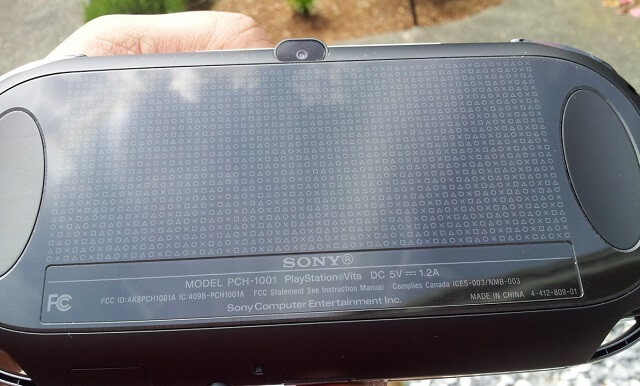 SONY®
MODEL PCH-1001 PlayStation®Vita DC 5V⎓1.2A
FCC ID:AK8PCH1001A IC:409B-PCH1001A FCC Statement See Instruction Manual Complies Canada ICES-003/NMB-003
FC Sony Computer Entertainment Inc. MADE IN CHINA 4-412-809-01